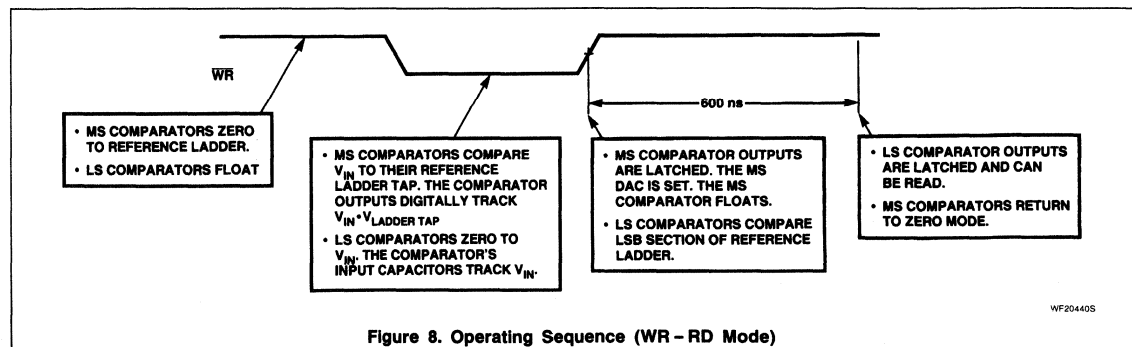 WR
600 ns
• MS COMPARATORS ZERO
TO REFERENCE LADDER.
• LS COMPARATORS FLOAT
• MS COMPARATORS COMPARE
VIN TO THEIR REFERENCE
LADDER TAP. THE COMPARATOR
OUTPUTS DIGITALLY TRACK
VIN•VLADDER TAP
• LS COMPARATORS ZERO TO
VIN. THE COMPARATOR'S
INPUT CAPACITORS TRACK VIN.
• MS COMPARATOR OUTPUTS
ARE LATCHED. THE MS
DAC IS SET. THE MS
COMPARATOR FLOATS.
• LS COMPARATORS COMPARE
LSB SECTION OF REFERENCE
LADDER.
• LS COMPARATOR OUTPUTS
ARE LATCHED AND CAN
BE READ.
• MS COMPARATORS RETURN
TO ZERO MODE.
WF20440S
Figure 8. Operating Sequence (WR – RD Mode)